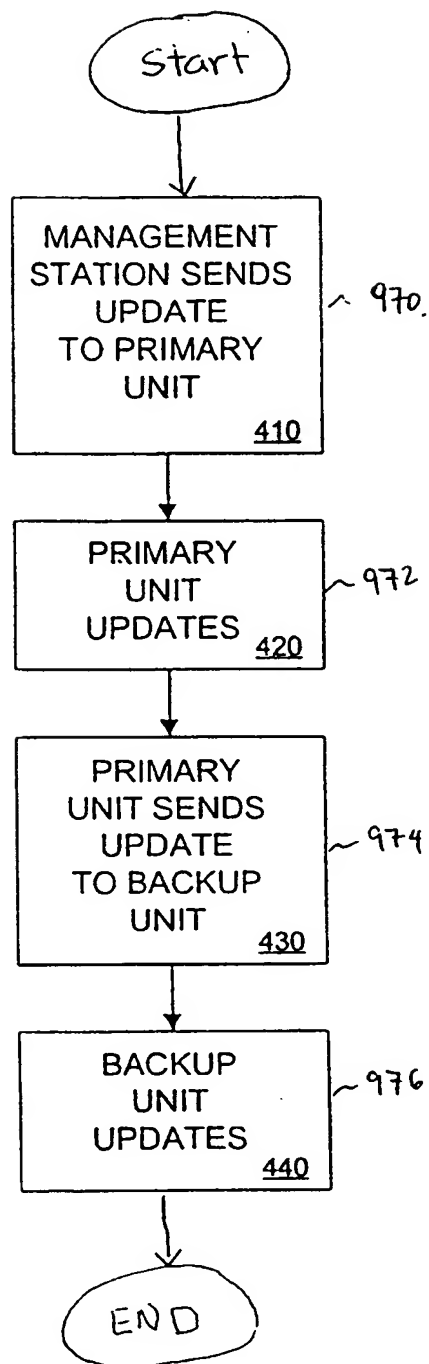 Start
MANAGEMENT
STATION SENDS
UPDATE
TO PRIMARY
UNIT
410
970.
PRIMARY
UNIT
UPDATES
420
972
PRIMARY
UNIT SENDS
UPDATE
TO BACKUP
UNIT
430
974
BACKUP
UNIT
UPDATES
440
976
END